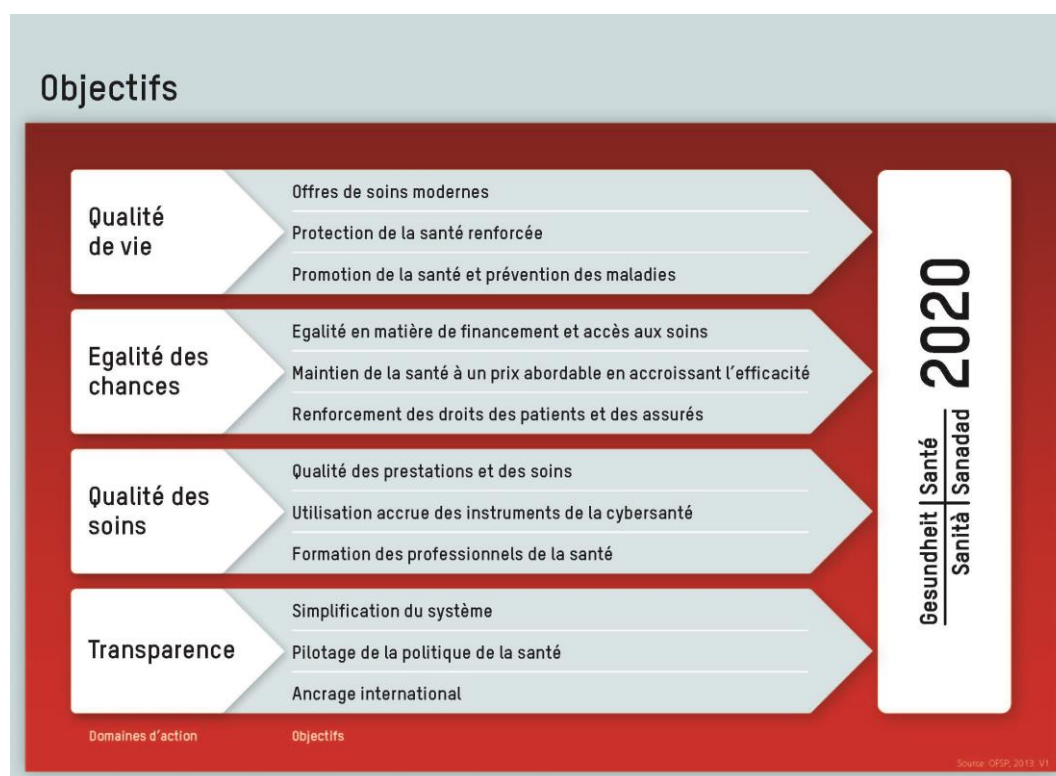 Objectifs
Qualité
de vie
Offres de soins modernes
Protection de la santé renforcée
Promotion de la santé et prévention des maladies
Egalité des
chances
Egalité en matière de financement et accès aux soins
Maintien de la santé à un prix abordable en accroissant l'efficacité
Renforcement des droits des patients et des assurés
Qualité des
soins
Qualité des prestations et des soins
Utilisation accrue des instruments de la cybersanté
Formation des professionnels de la santé
Transparence
Simplification du système
Pilotage de la politique de la santé
Ancrage international
Gesundheit Santé
Sanità Sanadad
2020
Domaines d'action
Objectifs
Source: OFSP, 2013 V1